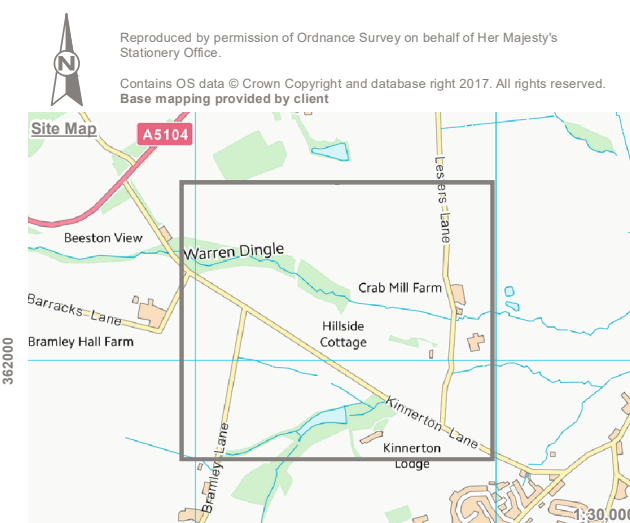 N
Reproduced by permission of Ordnance Survey on behalf of Her Majesty's
Stationery Office.
Contains OS data © Crown Copyright and database right 2017. All rights reserved.
Base mapping provided by client
Site Map
A5104
Lesters Lane
Beeston View
Warren Dingle
Crab Mill Farm
Barracks Lane
Hillside
Cottage
Bramley Hall Farm
362000
Kinnerton Lane
Bramley Lane
Kinnerton
Lodge
1:30,000